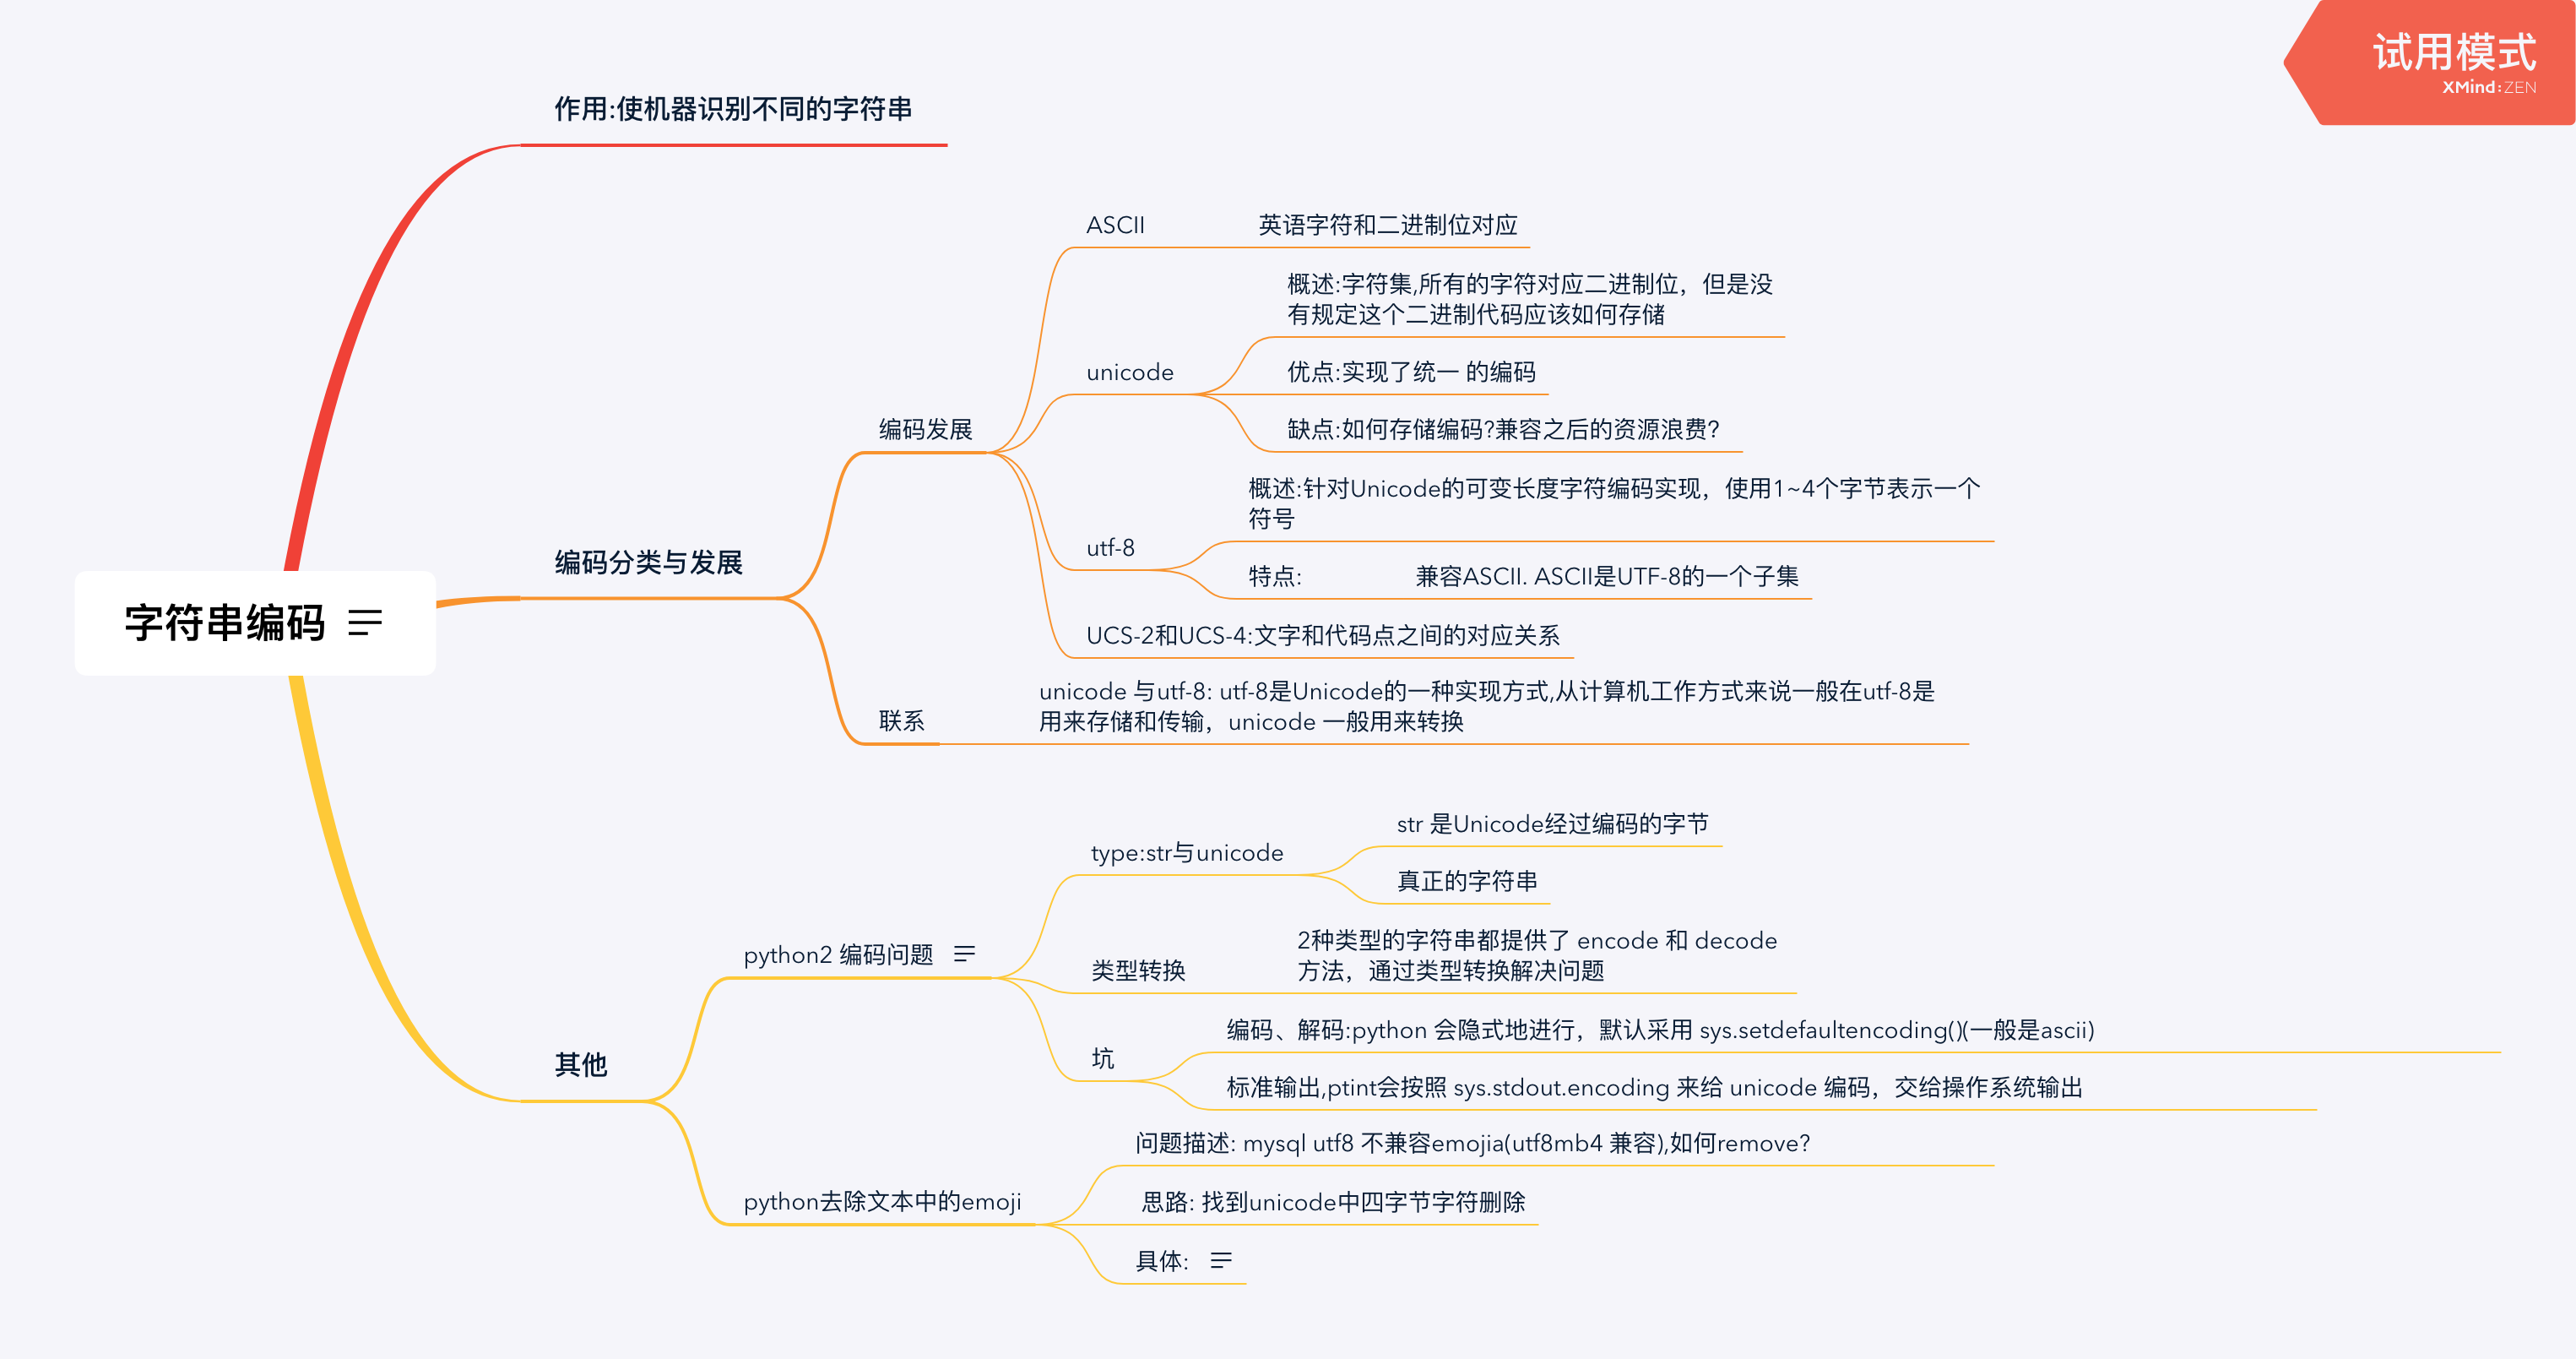 试用模式
XMind:ZEN
作用:使机器识别不同的字符串
ASCII
英语字符和二进制位对应
概述:字符集,所有的字符对应二进制位，但是没
有规定这个二进制代码应该如何存储
unicode
优点:实现了统一 的编码
编码发展
缺点:如何存储编码?兼容之后的资源浪费?
概述:针对Unicode的可变长度字符编码实现，使用1~4个字节表示一个
符号
utf-8
编码分类与发展
特点:
兼容ASCII. ASCII是UTF-8的一个子集
字符串编码
UCS-2和UCS-4:文字和代码点之间的对应关系
联系
unicode 与utf-8: utf-8是Unicode的一种实现方式,从计算机工作方式来说一般在utf-8是
用来存储和传输，unicode 一般用来转换
str 是Unicode经过编码的字节
type:str与unicode
真正的字符串
python2 编码问题
类型转换
2种类型的字符串都提供了 encode 和 decode
方法，通过类型转换解决问题
编码、解码:python 会隐式地进行，默认采用 sys.setdefaultencoding()(一般是ascii)
坑
其他
标准输出,ptint会按照 sys.stdout.encoding 来给 unicode 编码，交给操作系统输出
问题描述: mysql utf8 不兼容emojia(utf8mb4 兼容),如何remove?
python去除文本中的emoji
思路: 找到unicode中四字节字符删除
具体: